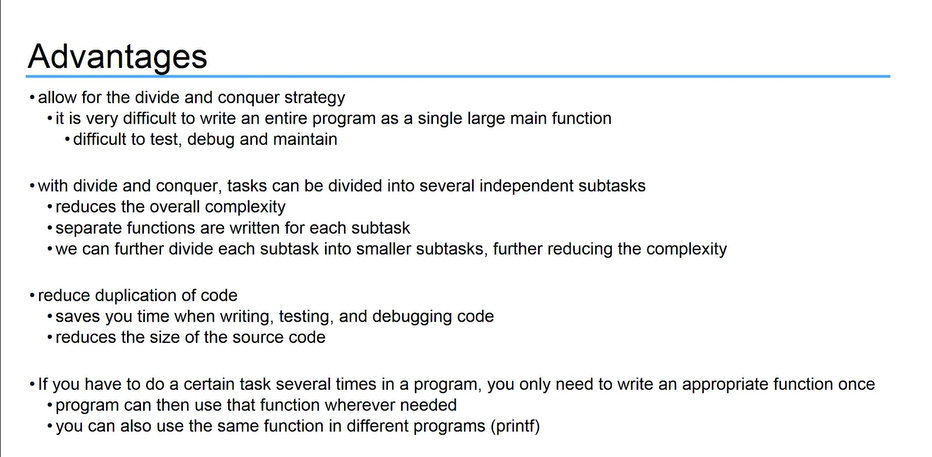 Advantages
•allow for the divide and conquer strategy
•it is very difficult to write an entire program as a single large main function
•difficult to test, debug and maintain
•with divide and conquer, tasks can be divided into several independent subtasks
•reduces the overall complexity
•separate functions are written for each subtask
•we can further divide each subtask into smaller subtasks, further reducing the complexity
•reduce duplication of code
•saves you time when writing, testing, and debugging code
•reduces the size of the source code
•If you have to do a certain task several times in a program, you only need to write an appropriate function once
•program can then use that function wherever needed
•you can also use the same function in different programs (printf)